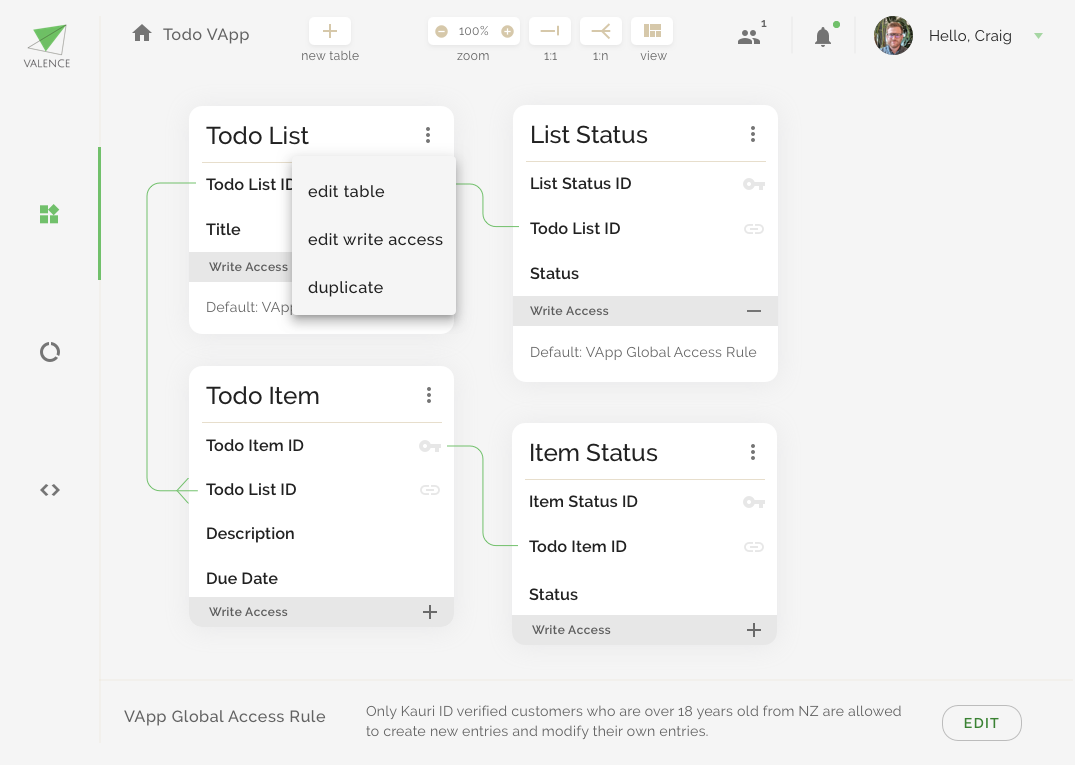 VALENCE
Todo VApp
new table
100%
zoom
1:1
1:n
view
1
Hello, Craig
Todo List
Todo List ID
Title
Write Access
Default: VApp
edit table
edit write access
duplicate
List Status
List Status ID
Todo List ID
Status
Write Access
Default: VApp Global Access Rule
Todo Item
Todo Item ID
Todo List ID
Description
Due Date
Write Access
Item Status
Item Status ID
Todo Item ID
Status
Write Access
VApp Global Access Rule
Only Kauri ID verified customers who are over 18 years old from NZ are allowed
to create new entries and modify their own entries.
EDIT